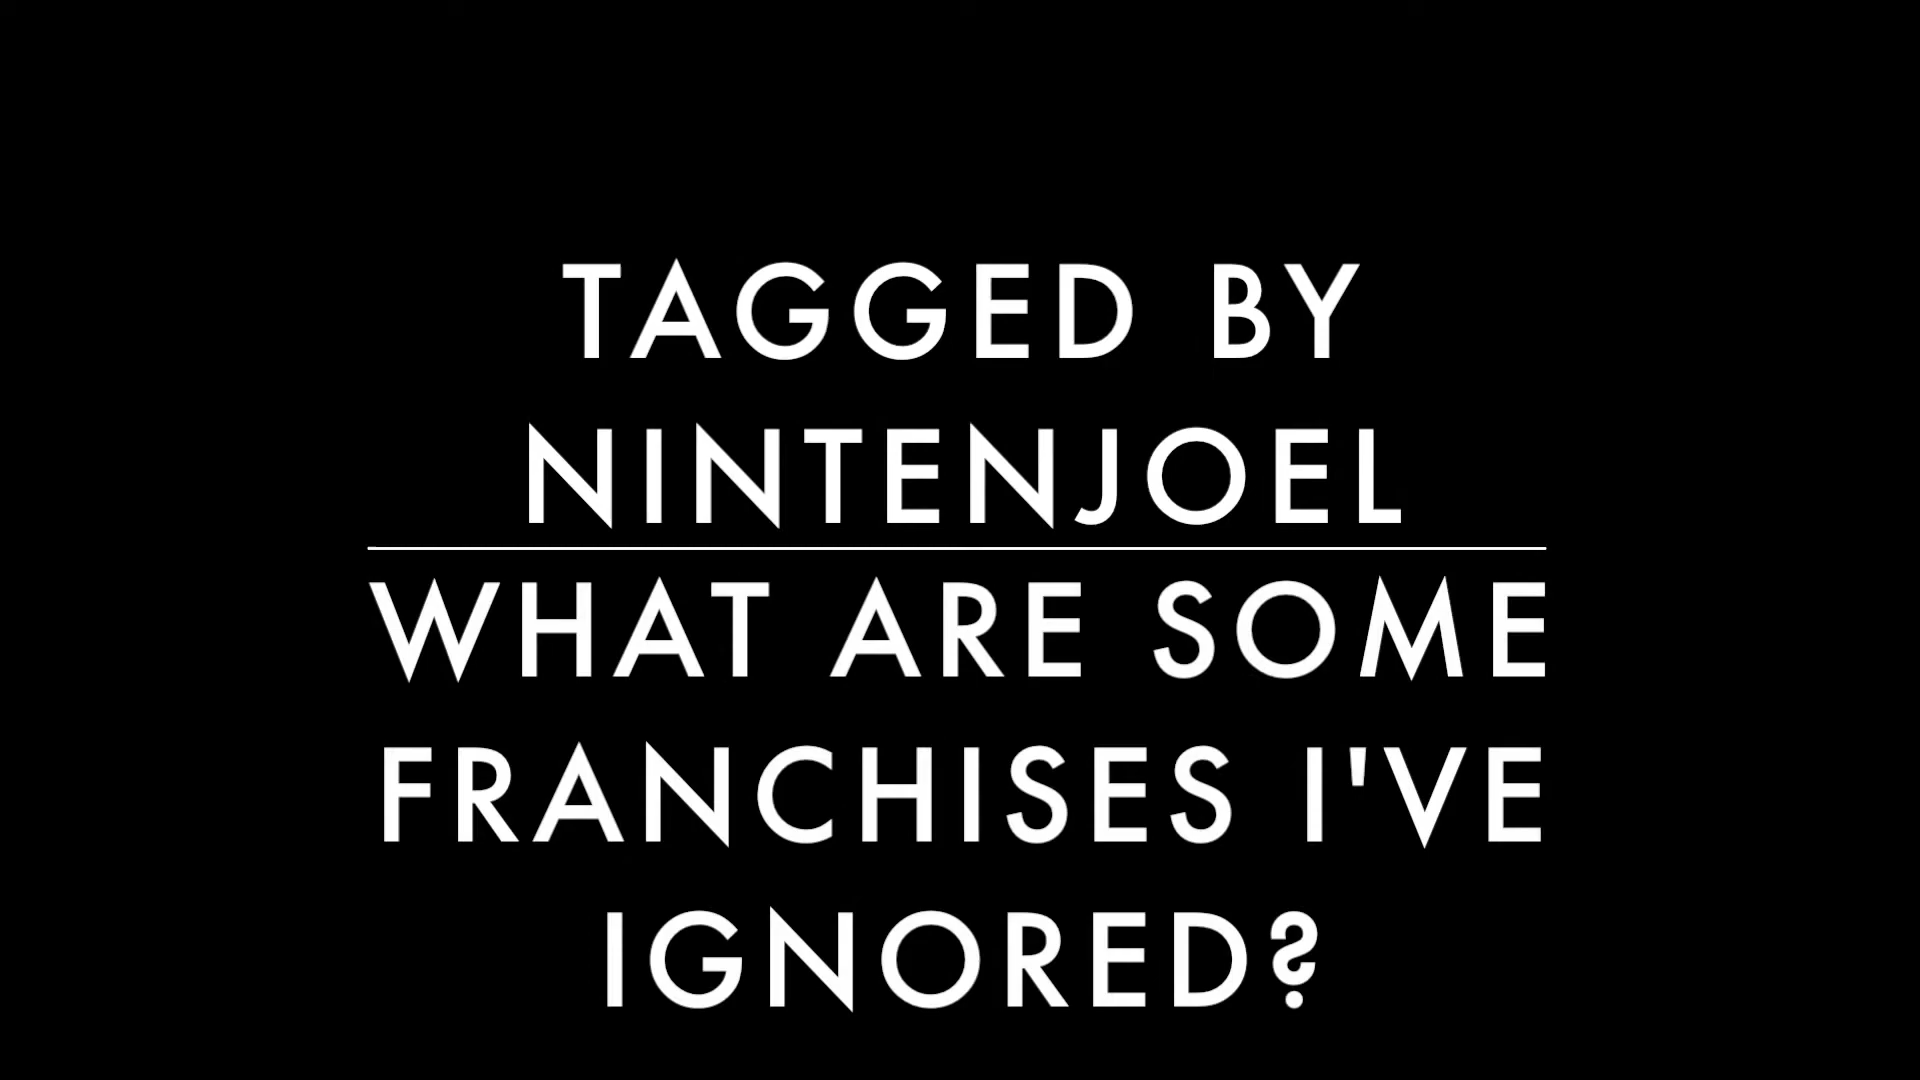 TAGGED BY
NINTENJOEL
WHAT ARE SOME
FRANCHISES I'VE
IGNORED?